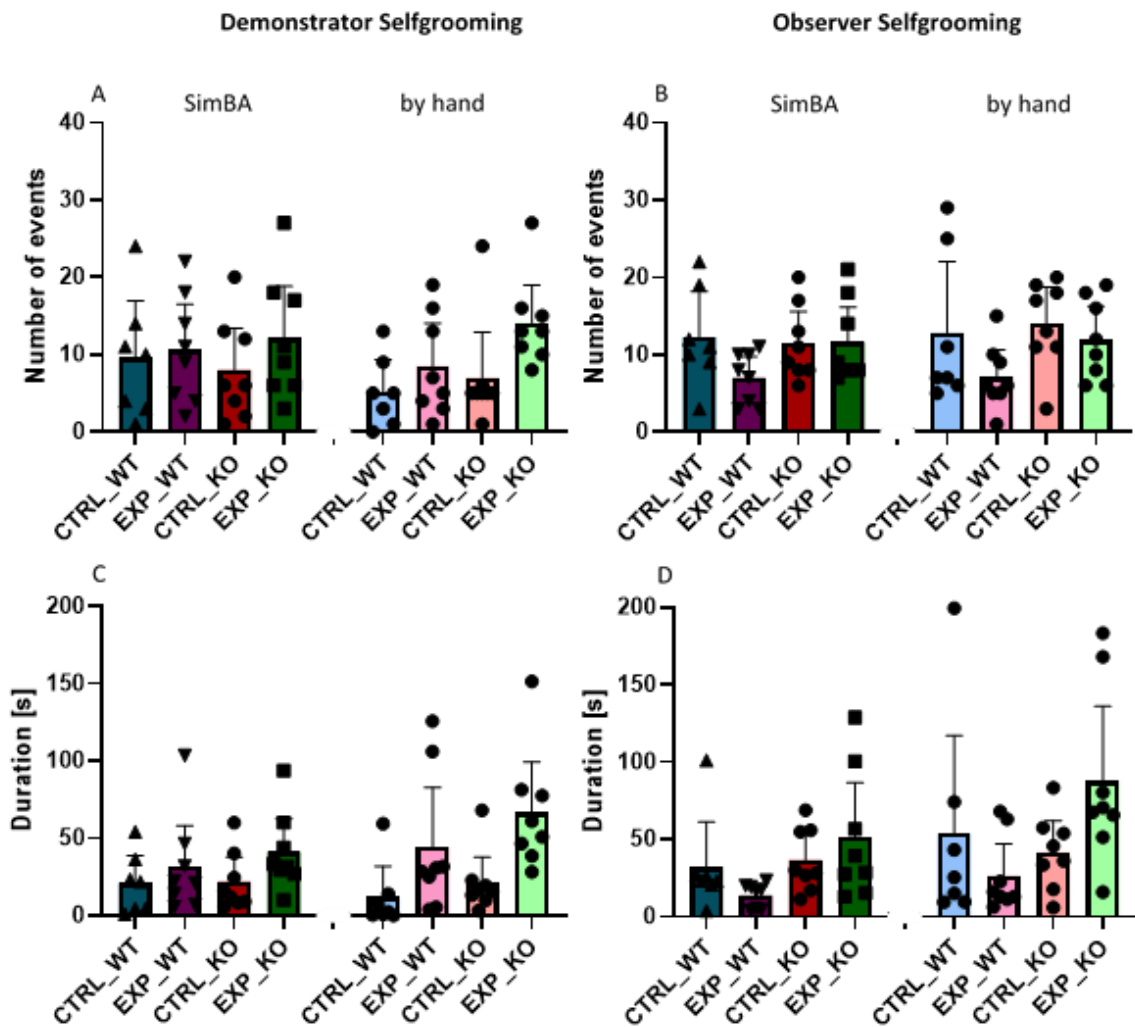 Demonstrator Selfgrooming
Observer Selfgrooming
A
SimBA
by hand
Number of events
40
30
20
10
0
CTRL_WT
EXP_WT
CTRL_KO
EXP_KO
CTRL_WT
EXP_WT
CTRL_KO
EXP_KO
B
SimBA
by hand
Number of events
40
30
20
10
0
CTRL_WT
EXP_WT
CTRL_KO
EXP_KO
CTRL_WT
EXP_WT
CTRL_KO
EXP_KO
C
Duration [s]
200
150
100
50
0
CTRL_WT
EXP_WT
CTRL_KO
EXP_KO
CTRL_WT
EXP_WT
CTRL_KO
EXP_KO
D
Duration [s]
200
150
100
50
0
CTRL_WT
EXP_WT
CTRL_KO
EXP_KO
CTRL_WT
EXP_WT
CTRL_KO
EXP_KO